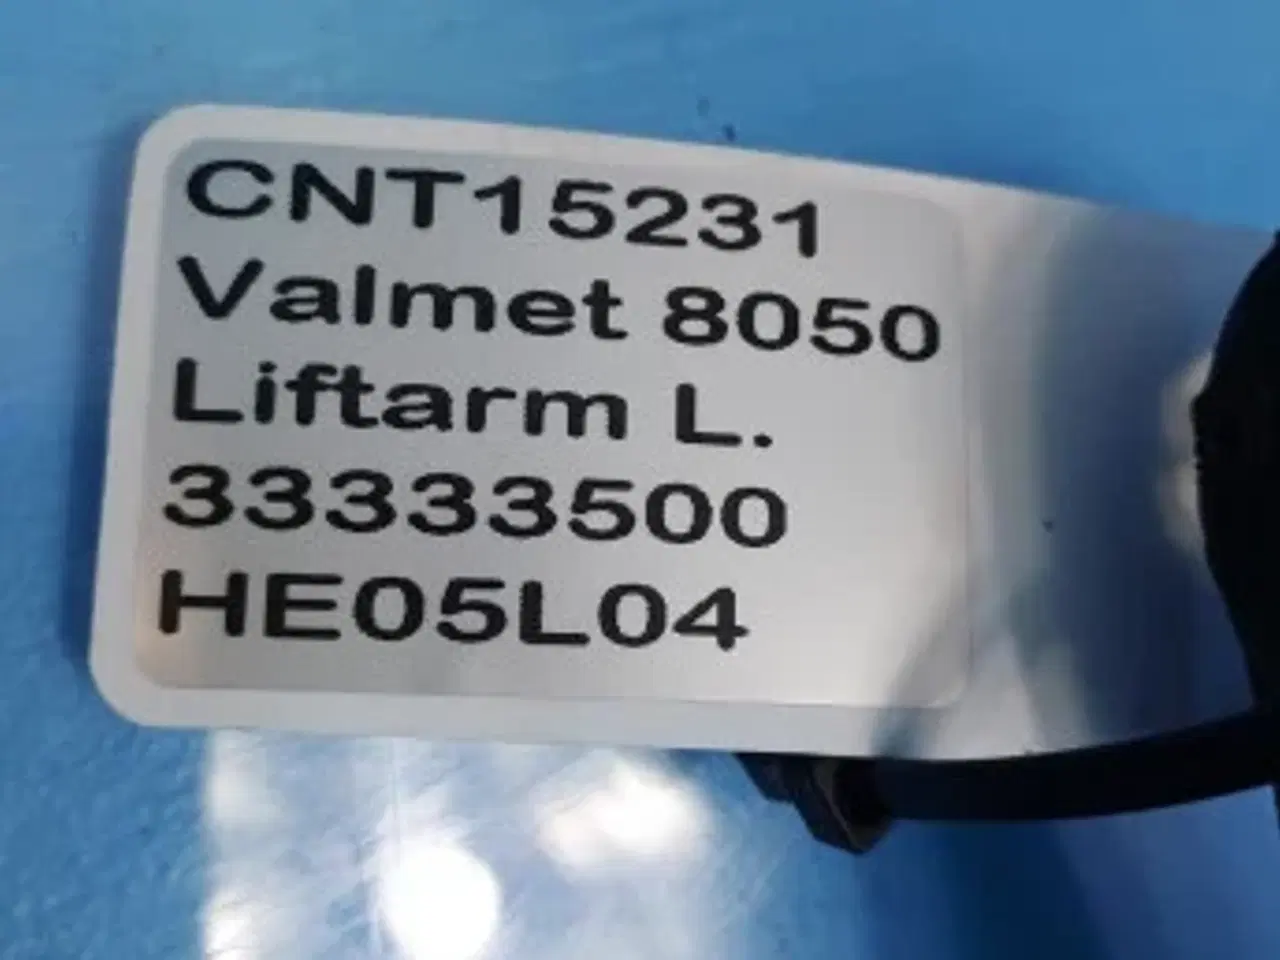 CNT15231
Valmet 8050
Liftarm L.
33333500
HE05L04